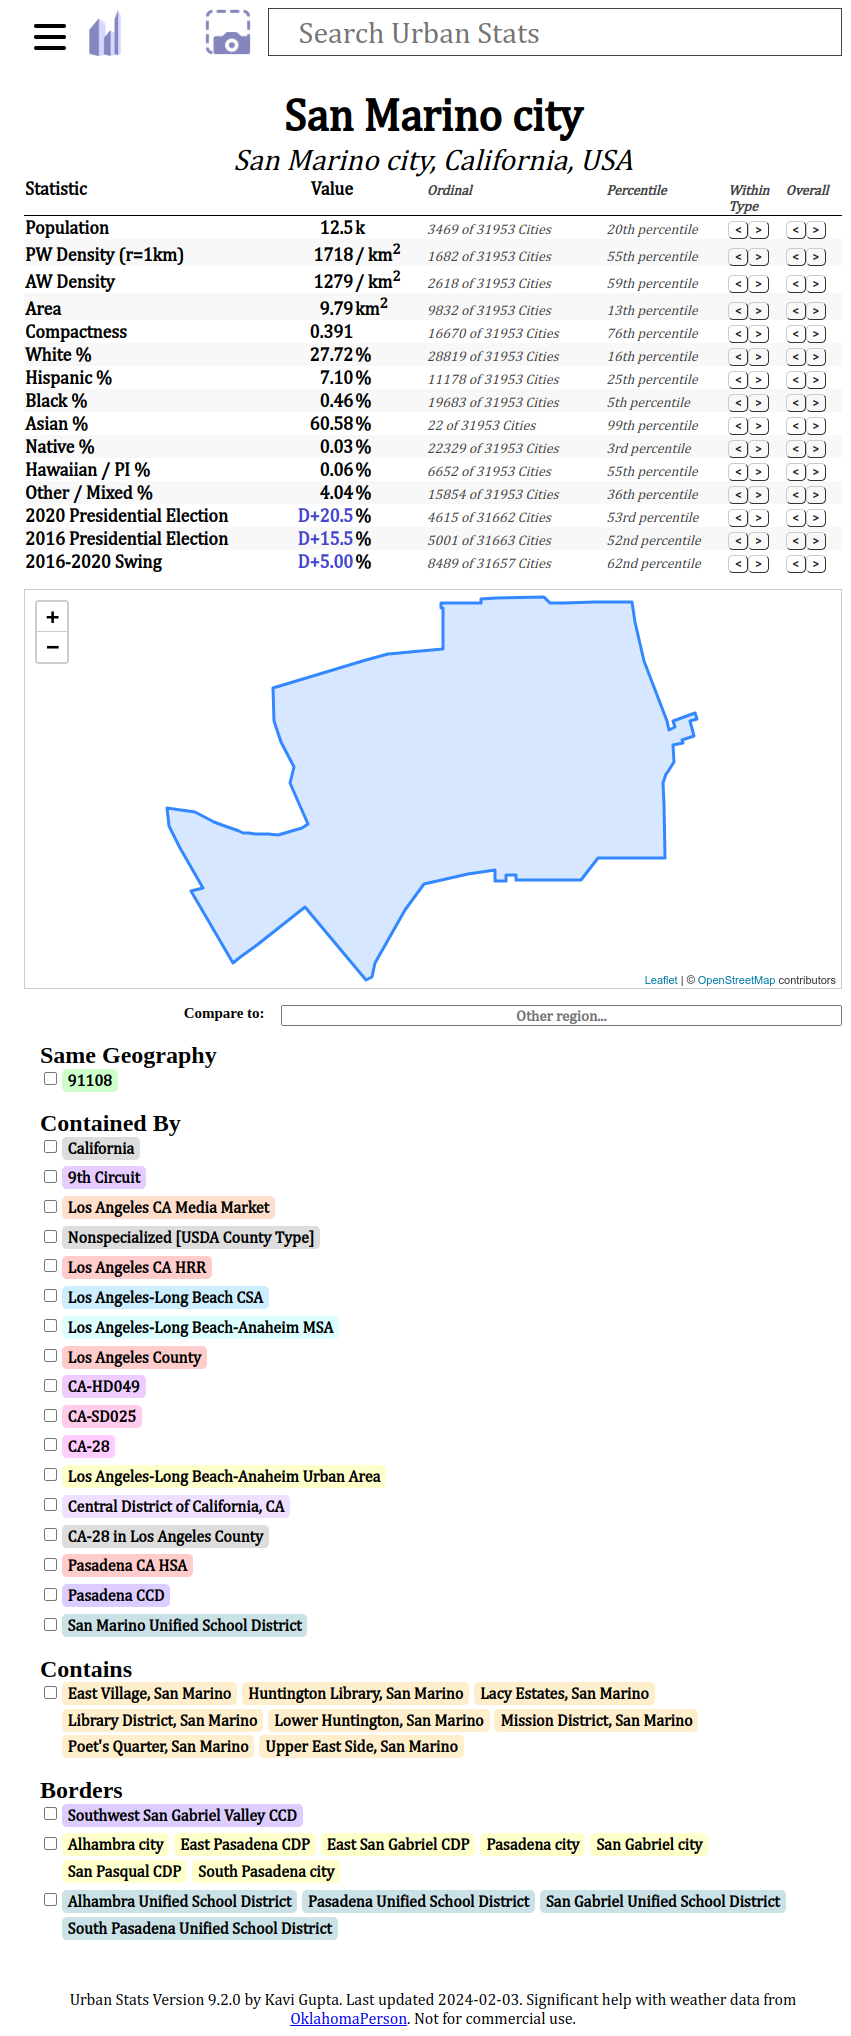 Search Urban Stats
San Marino city
San Marino city, California, USA
Statistic Value Ordinal Percentile Within Type Overall
Population 12.5k 3469 of 31953 Cities 20th percentile < > < >
PW Density (r=1km) 1718 / km² 1682 of 31953 Cities 55th percentile < > < >
AW Density 1279 / km² 2618 of 31953 Cities 59th percentile < > < >
Area 9.79 km² 9832 of 31953 Cities 13th percentile < > < >
Compactness 0.391 16670 of 31953 Cities 76th percentile < > < >
White % 27.72% 28819 of 31953 Cities 16th percentile < > < >
Hispanic % 7.10% 11178 of 31953 Cities 25th percentile < > < >
Black % 0.46% 19683 of 31953 Cities 5th percentile < > < >
Asian % 60.58% 22 of 31953 Cities 99th percentile < > < >
Native % 0.03% 22329 of 31953 Cities 3rd percentile < > < >
Hawaiian / PI % 0.06% 6652 of 31953 Cities 55th percentile < > < >
Other / Mixed % 4.04% 15854 of 31953 Cities 36th percentile < > < >
2020 Presidential Election D+20.5% 4615 of 31662 Cities 53rd percentile < > < >
2016 Presidential Election D+15.5% 5001 of 31663 Cities 52nd percentile < > < >
2016-2020 Swing D+5.00% 8489 of 31657 Cities 62nd percentile < > < >
+
−
Leaflet | © OpenStreetMap contributors
Compare to: Other region...
Same Geography
91108
Contained By
California
9th Circuit
Los Angeles CA Media Market
Nonspecialized [USDA County Type]
Los Angeles CA HRR
Los Angeles-Long Beach CSA
Los Angeles-Long Beach-Anaheim MSA
Los Angeles County
CA-HD049
CA-SD025
CA-28
Los Angeles-Long Beach-Anaheim Urban Area
Central District of California, CA
CA-28 in Los Angeles County
Pasadena CA HSA
Pasadena CCD
San Marino Unified School District
Contains
East Village, San Marino Huntington Library, San Marino Lacy Estates, San Marino
Library District, San Marino Lower Huntington, San Marino Mission District, San Marino
Poet's Quarter, San Marino Upper East Side, San Marino
Borders
Southwest San Gabriel Valley CCD
Alhambra city East Pasadena CDP East San Gabriel CDP Pasadena city San Gabriel city
San Pasqual CDP South Pasadena city
Alhambra Unified School District Pasadena Unified School District San Gabriel Unified School District
South Pasadena Unified School District
Urban Stats Version 9.2.0 by Kavi Gupta. Last updated 2024-02-03. Significant help with weather data from
OklahomaPerson. Not for commercial use.